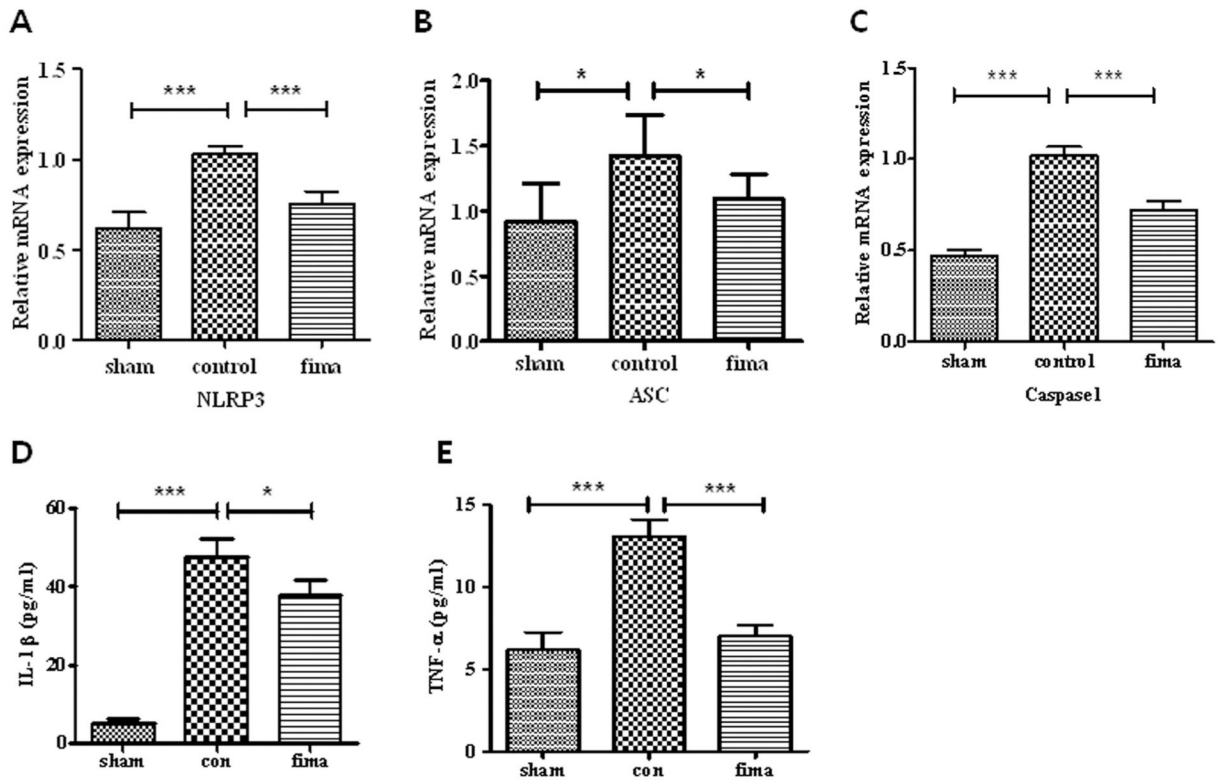 A
Relative mRNA expression
1.5
1.0
0.5
0.0
***
***
sham control fima
NLRP3
B
Relative mRNA expression
2.0
1.5
1.0
0.5
0.0
*
*
sham control fima
ASC
C
Relative mRNA expression
1.5
1.0
0.5
0.0
***
***
sham control fima
Caspase1
D
IL-1 β (pg/ml)
60
40
20
0
***
*
sham con fima
E
TNF-α (pg/ml)
15
10
5
0
***
***
sham con fima